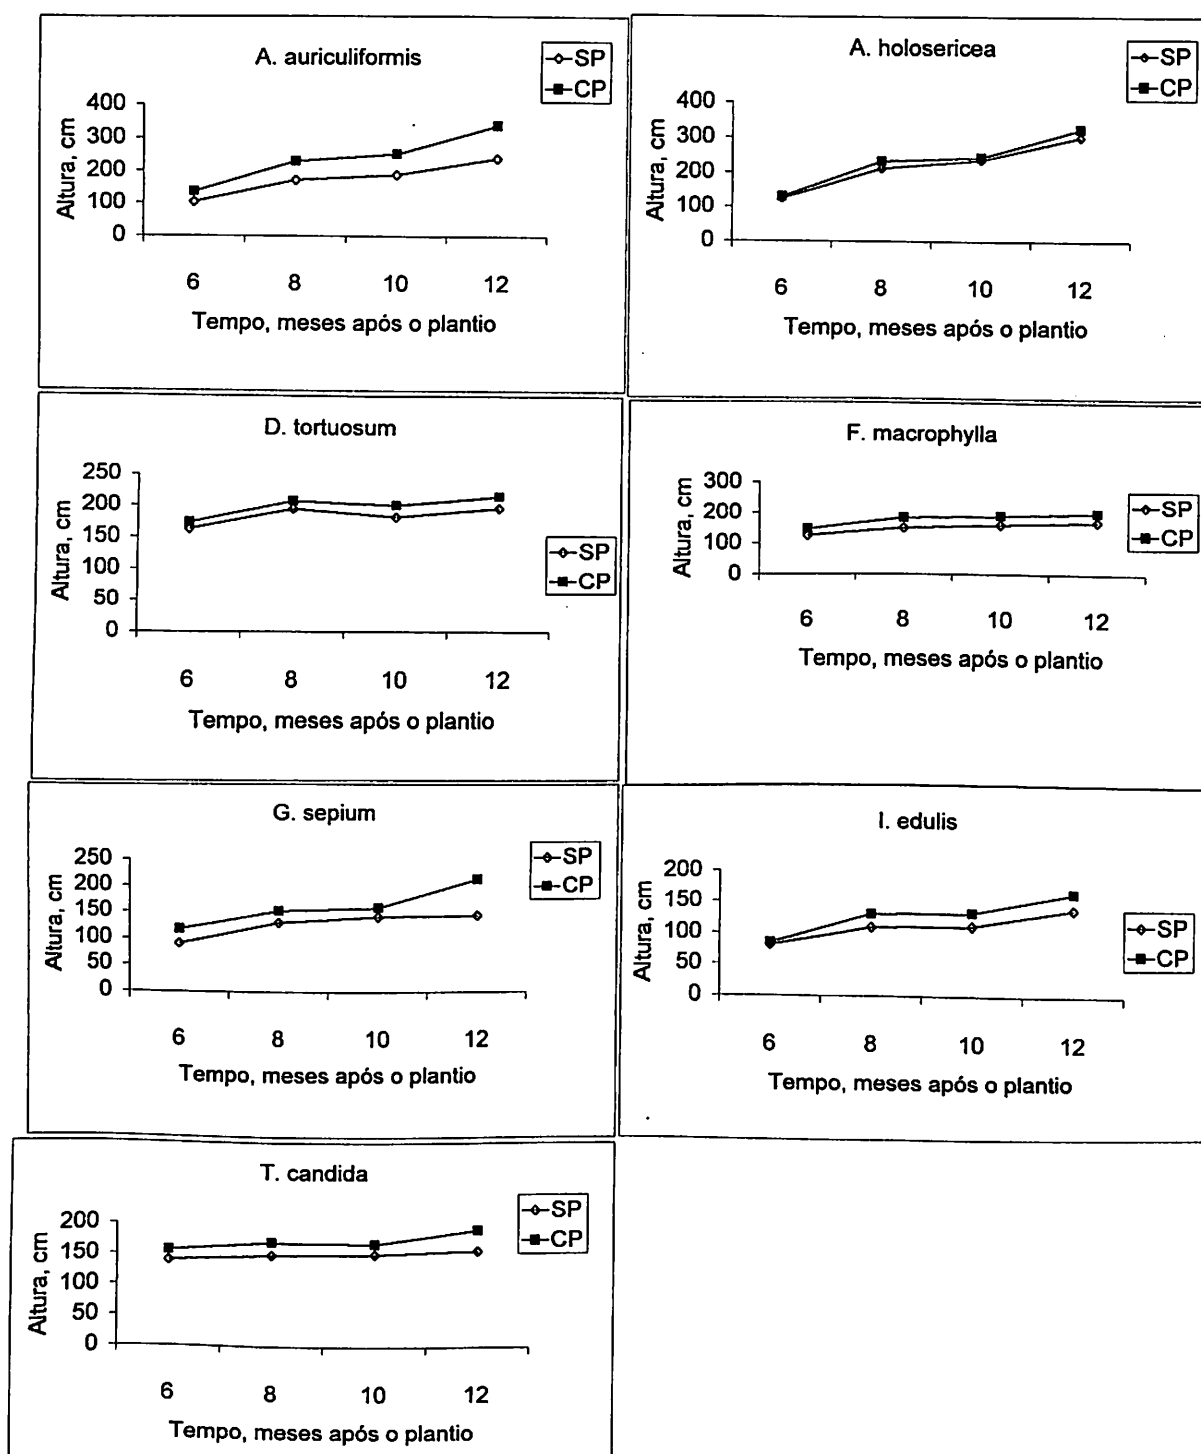 A. auriculiformis
SP
CP
Altura, cm
400
300
200
100
0
6 8 10 12
Tempo, meses após o plantio
A. holosericea
SP
CP
Altura, cm
400
300
200
100
0
6 8 10 12
Tempo, meses após o plantio
D. tortuosum
SP
CP
Altura, cm
250
200
150
100
50
0
6 8 10 12
Tempo, meses após o plantio
F. macrophylla
SP
CP
Altura, cm
300
200
100
0
6 8 10 12
Tempo, meses após o plantio
G. sepium
SP
CP
Altura, cm
250
200
150
100
50
0
6 8 10 12
Tempo, meses após o plantio
I. edulis
SP
CP
Altura, cm
200
150
100
50
0
6 8 10 12
Tempo, meses após o plantio
T. candida
SP
CP
Altura, cm
200
150
100
50
0
6 8 10 12
Tempo, meses após o plantio